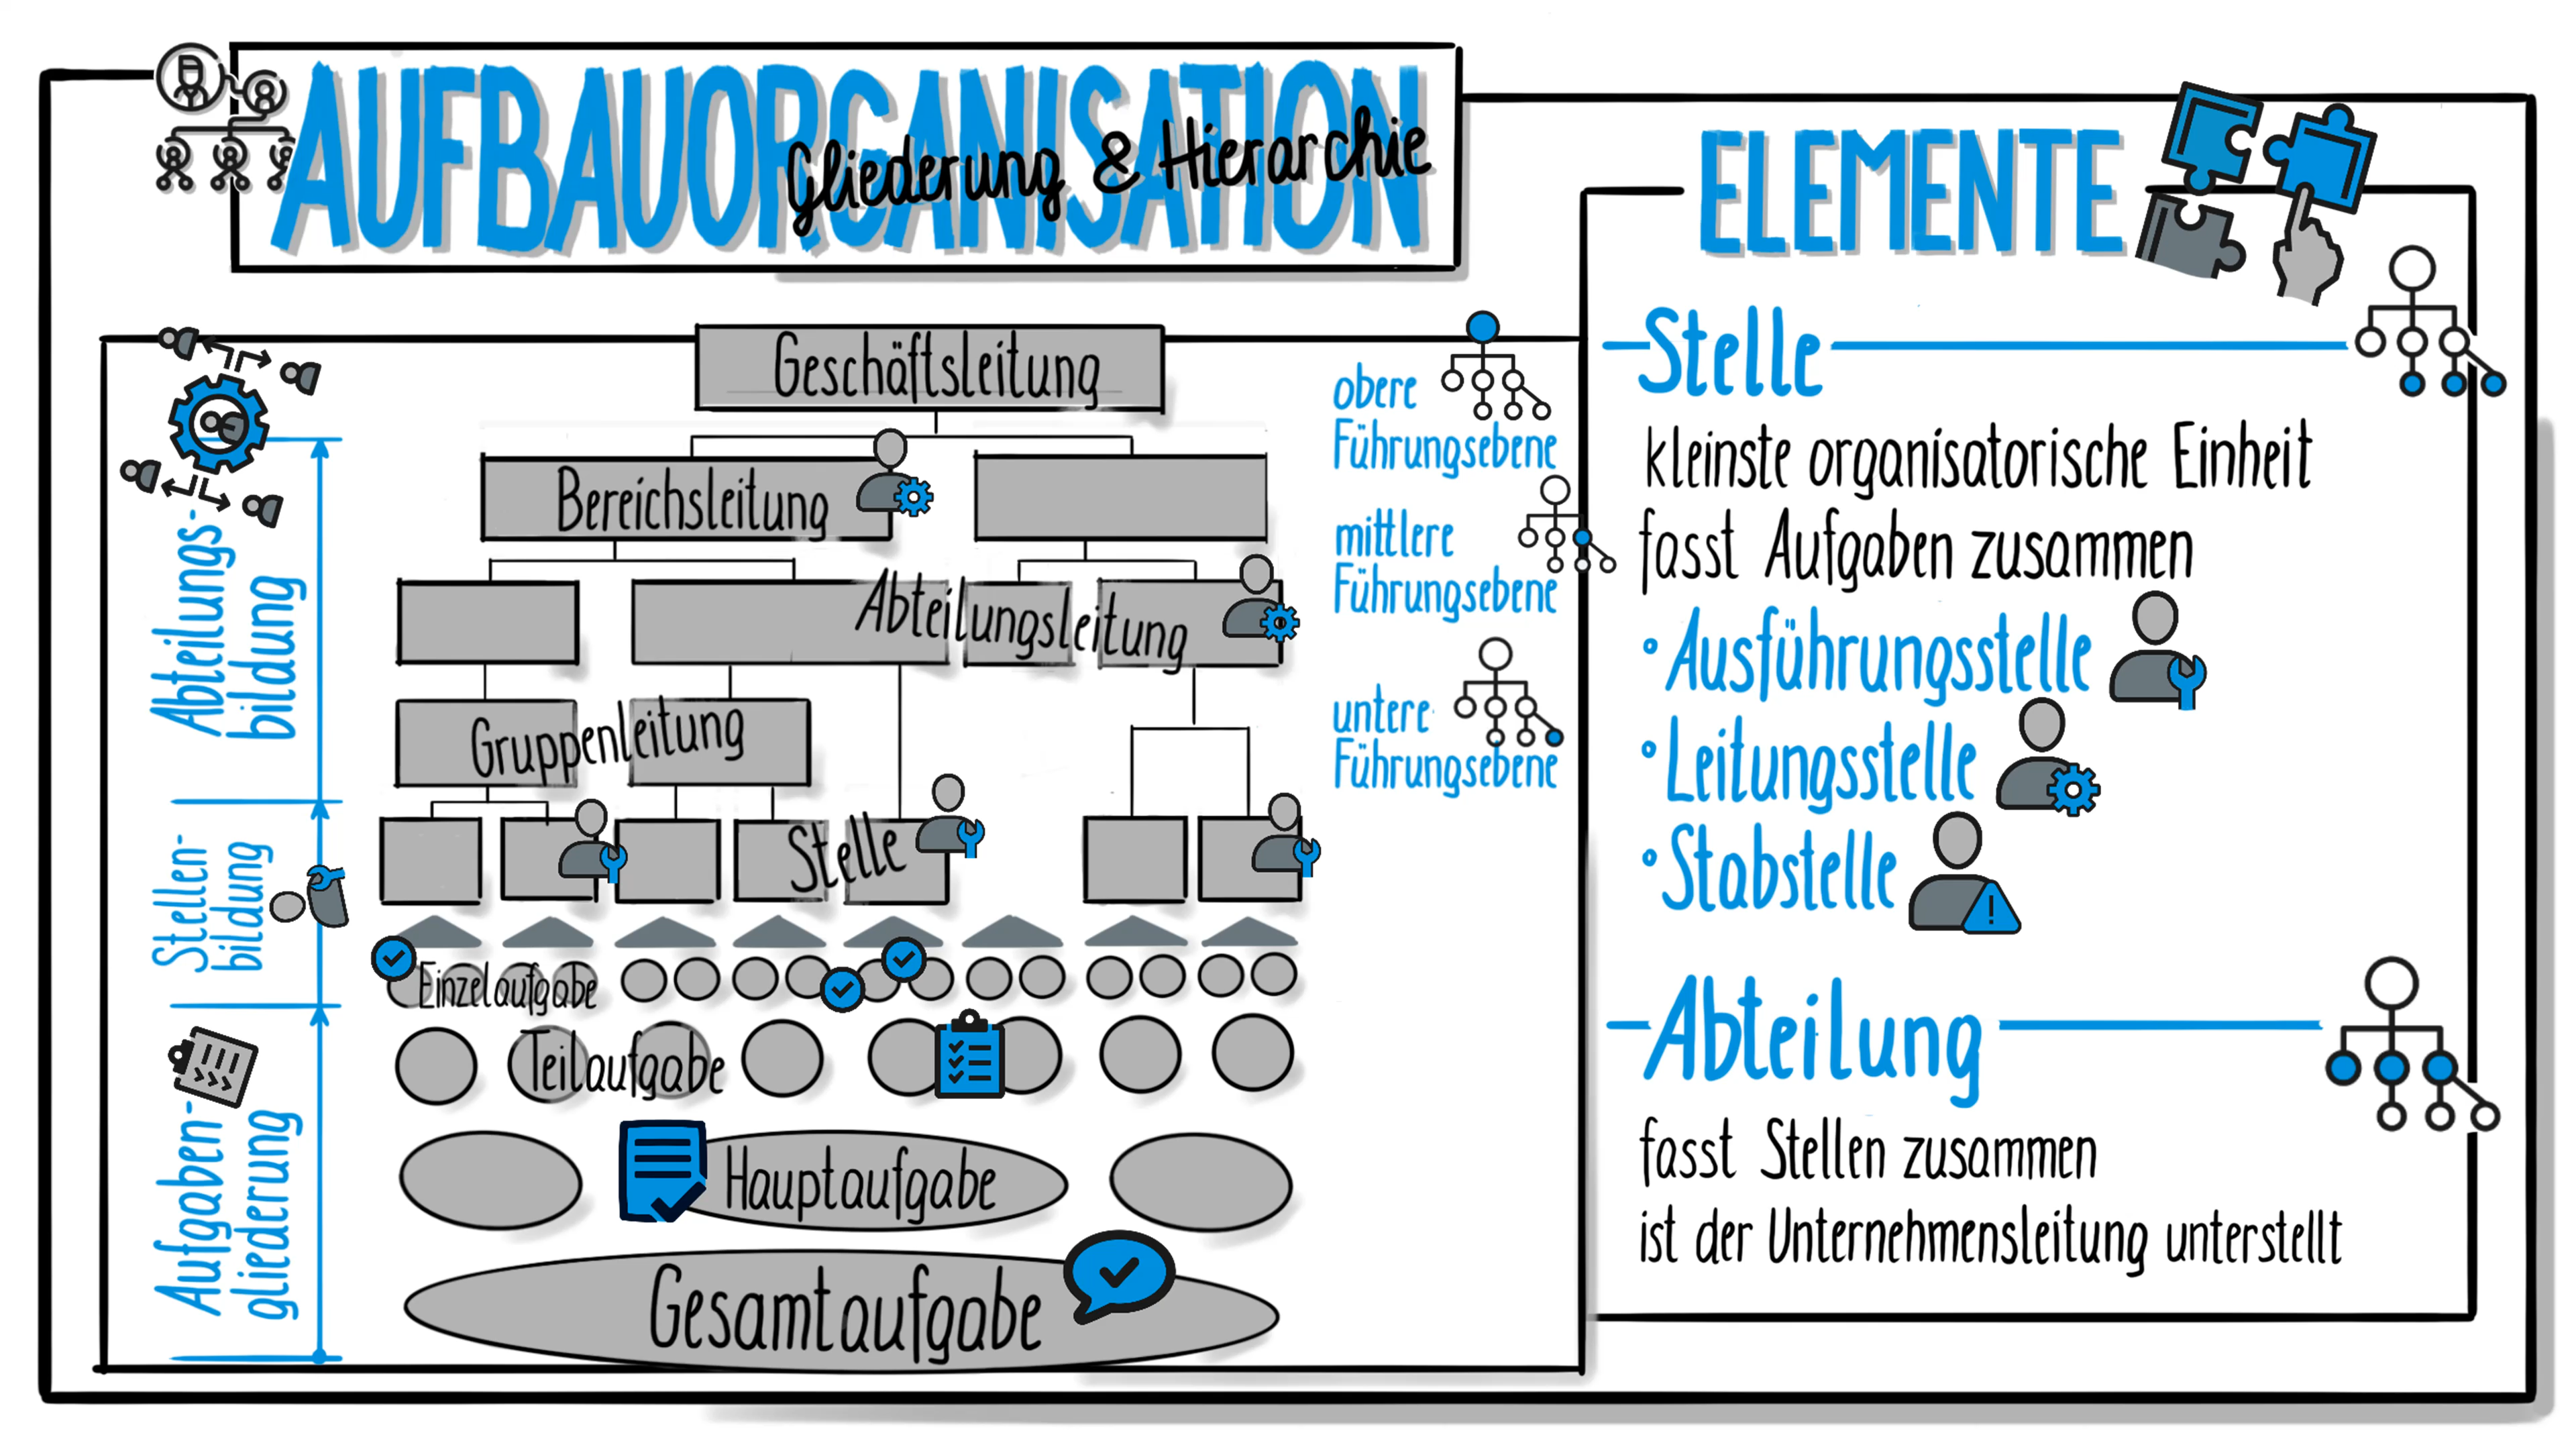 AUFBAUORGANISATION
Gliederung & Hierarchie
Geschäftsleitung
Bereichsleitung
Abteilungsleitung
Gruppenleitung
Stelle
Einzelaufgabe
Teilaufgabe
Hauptaufgabe
Gesamtaufgabe
Abteilungs-
bildung
Stellen-
bildung
Aufgaben-
gliederung
obere
Führungsebene
mittlere
Führungsebene
untere
Führungsebene
ELEMENTE
Stelle
kleinste organisatorische Einheit
fasst Aufgaben zusammen
• Ausführungsstelle
• Leitungsstelle
• Stabstelle
!
Abteilung
fasst Stellen zusammen
ist der Unternehmensleitung unterstellt